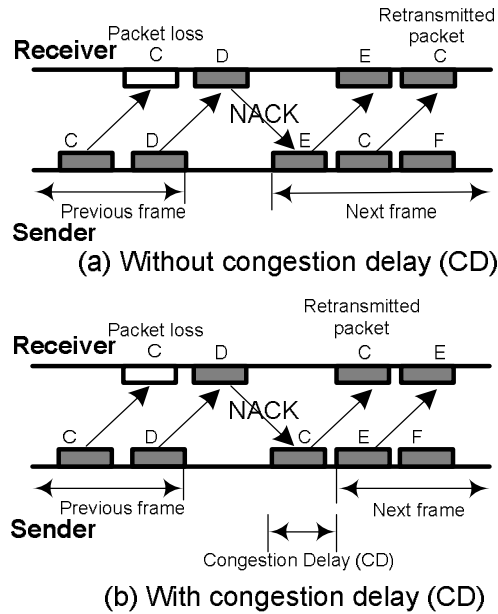 Retransmitted
Packet loss
packet
Receiver
C
D
E
C
NACK
C
D
E
C
F
Previous frame
Next frame
Sender
(a) Without congestion delay (CD)
Retransmitted
Packet loss
packet
Receiver
C
D
C
E
NACK
C
D
C
E
F
Previous frame
Next frame
Sender
Congestion Delay (CD)
(b) With congestion delay (CD)